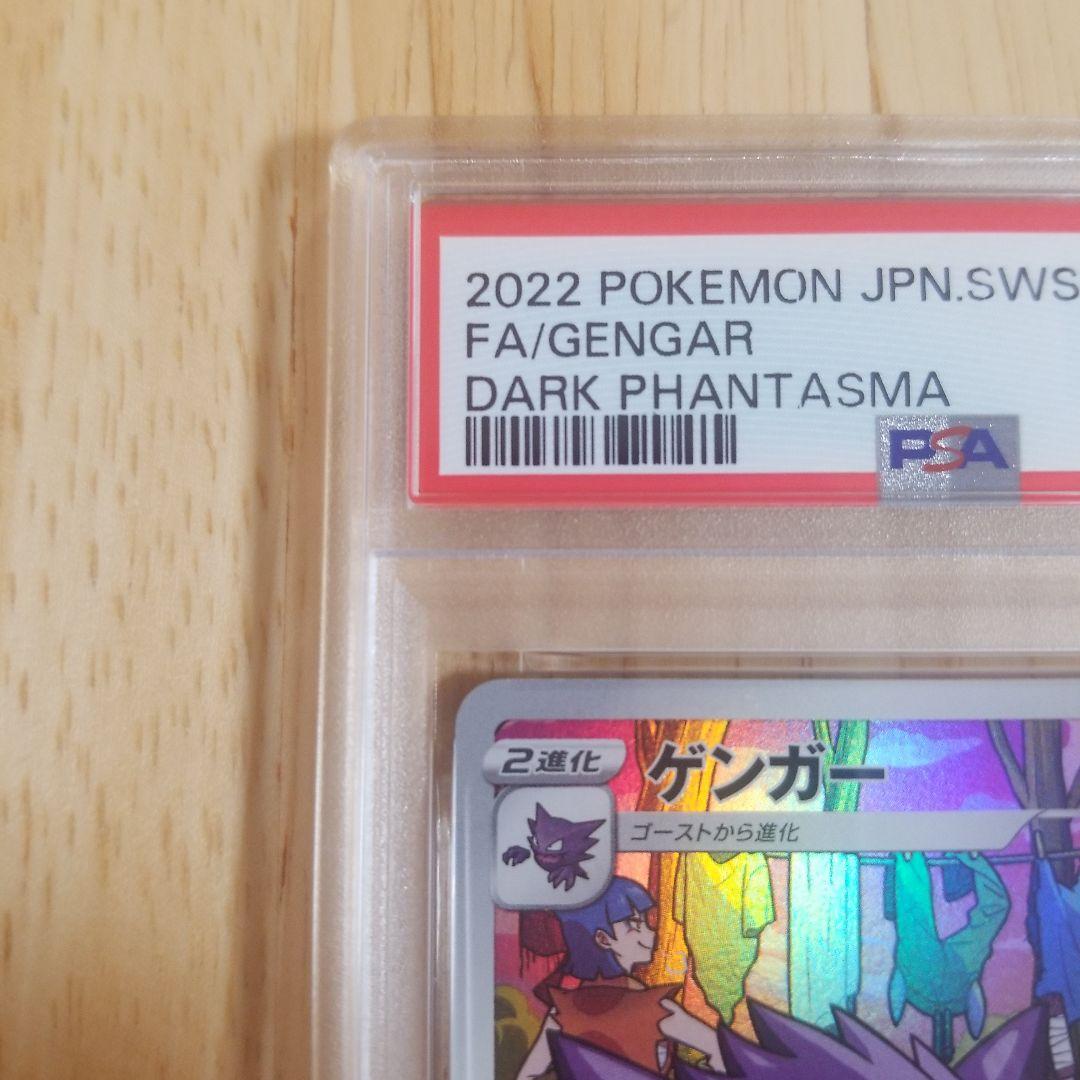 2022 POKEMON JPN.SWS
FA/GENGAR
DARK PHANTASMA
PSA
2進化
ゲンガー
ゴーストから進化